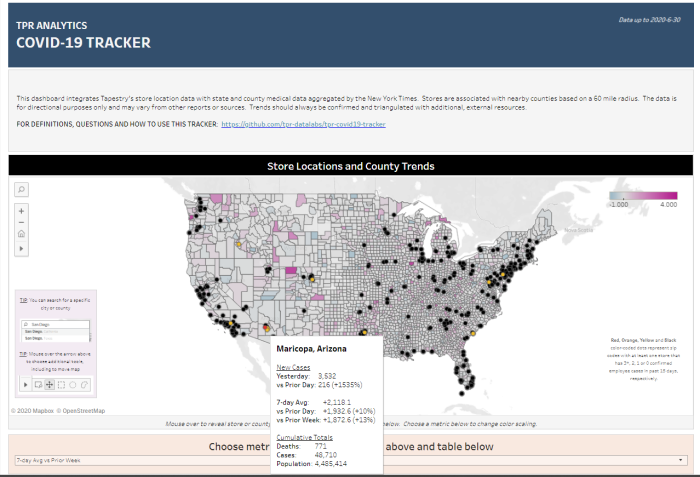 TPR ANALYTICS
Data up to 2020-6-30
COVID-19 TRACKER
This dashboard integrates Tapestry's store location data with state and county medical data aggregated by the New York Times. Stores are associated with nearby counties based on a 60 mile radius. The data is
for directional purposes only and may vary from other reports or sources. Trends should always be confirmed and triangulated with additional, external resources.
FOR DEFINITIONS, QUESTIONS AND HOW TO USE THIS TRACKER: https://github.com/tpr-datalabs/tpr-covid19-tracker
Store Locations and County Trends
-1.000 4.000
Nova Scotia
TIP: You can search for a specific
city or county
San Diego
San Diego,
San Diego,
TIP: Mouse over the arrow above
to choose additional tools,
including to move map
Red, Orange, Yellow and Black
color-coded dots represent zip
codes with at least one store that
has 3+, 2, 1 or 0 confirmed
employee cases in past 15 days,
respectively.
Maricopa, Arizona
New Cases
Yesterday: 3,532
vs Prior Day: 216 (+1535%)
7-day Avg: +2,118.1
vs Prior Day: +1,932.6 (+10%)
vs Prior Week: +1,872.6 (+13%)
Cumulative Totals
Deaths: 771
Cases: 48,710
Population: 4,485,414
© 2020 Mapbox © OpenStreetMap
Mouse over to reveal store or count below. Choose a metric below to change color scaling.
Choose metr above and table below
7-day Avg vs Prior Week